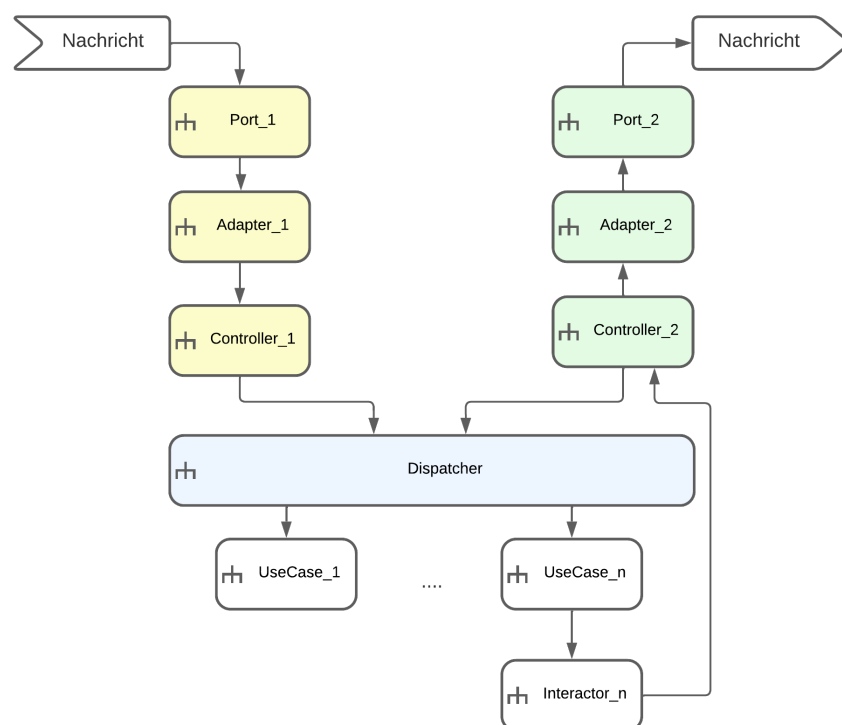 Nachricht
Nachricht
Port_1
Port_2
Adapter_1
Adapter_2
Controller_1
Controller_2
Dispatcher
UseCase_1
....
UseCase_n
Interactor_n